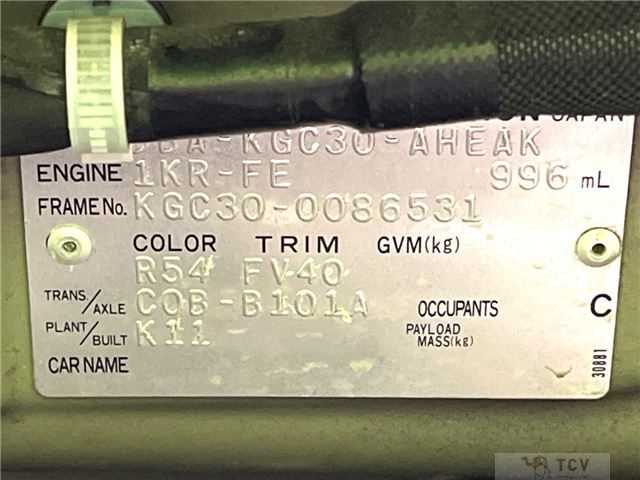 JAPAN
DBA-KGC30-AHEAK
ENGINE 1KR-FE 996 mL
FRAME No. KGC30-0086531
COLOR TRIM GVM(kg)
R54 FV40
TRANS/AXLE C0B-B101A OCCUPANTS C
PLANT/BUILT K11 PAYLOAD MASS(kg)
CAR NAME
30881
TCV